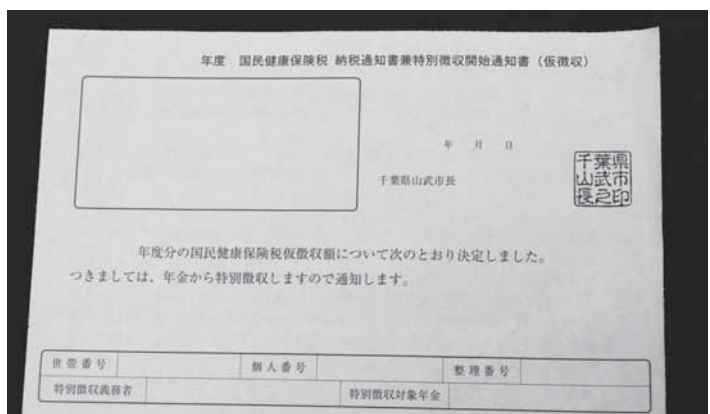 年度 国民健康保険税 納税通知書兼特別徴収開始通知書（仮徴収）
年 月 日
千葉県山武市長
千葉県
山武市
長之印
年度分の国民健康保険税仮徴収額について次のとおり決定しました。
つきましては、年金から特別徴収しますので通知します。
世帯番号 個人番号 整理番号
特別徴収義務者 特別徴収対象年金